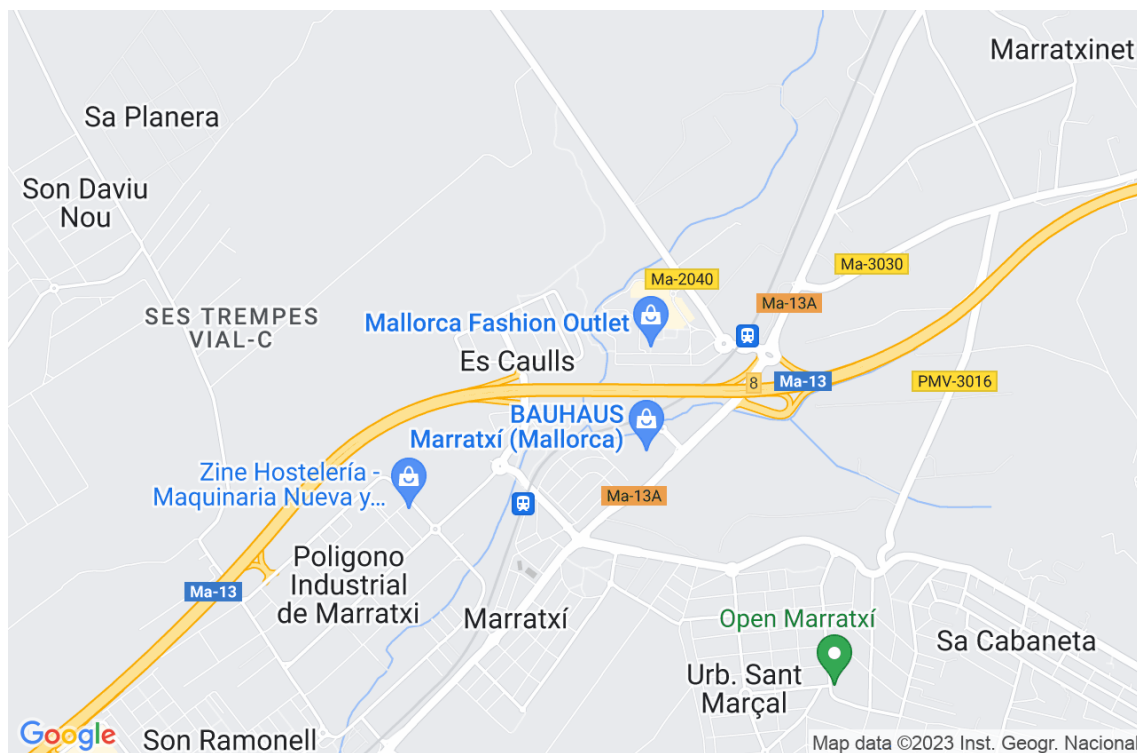 Marratxinet
Sa Planera
Son Daviu
Nou
Ma-3030
Ma-2040
Ma-13A
SES TREMPES
VIAL-C
Mallorca Fashion Outlet
Es Caulls
8
Ma-13
PMV-3016
BAUHAUS
Marratxí (Mallorca)
Zine Hostelería -
Maquinaria Nueva y...
Ma-13A
Poligono
Industrial
de Marratxi
Ma-13
Marratxí
Open Marratxí
Sa Cabaneta
Urb. Sant
Marçal
Google
Son Ramonell
Map data ©2023 Inst. Geogr. Nacional